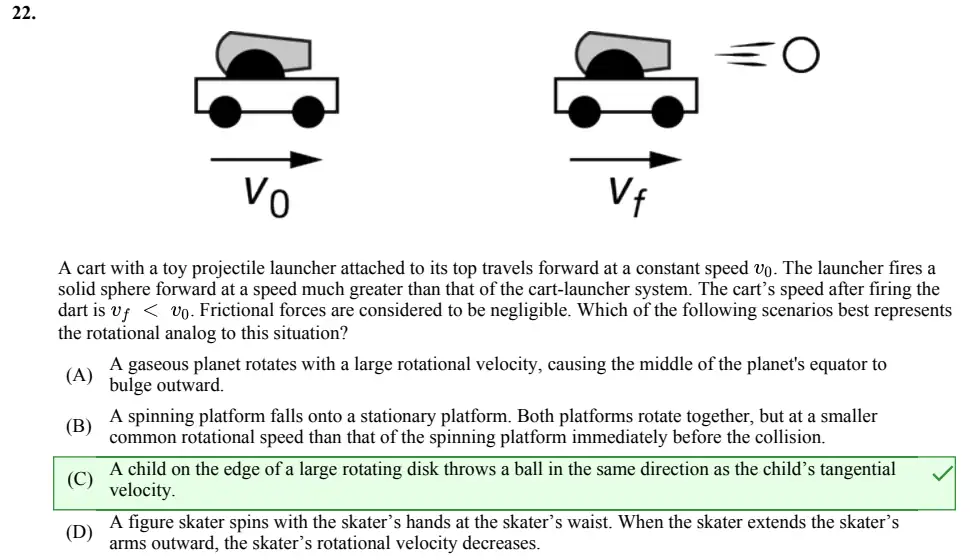 22.
v0 vf
A cart with a toy projectile launcher attached to its top travels forward at a constant speed v0. The launcher fires a
solid sphere forward at a speed much greater than that of the cart-launcher system. The cart’s speed after firing the
dart is vf < v0. Frictional forces are considered to be negligible. Which of the following scenarios best represents
the rotational analog to this situation?
(A) A gaseous planet rotates with a large rotational velocity, causing the middle of the planet's equator to
bulge outward.
(B) A spinning platform falls onto a stationary platform. Both platforms rotate together, but at a smaller
common rotational speed than that of the spinning platform immediately before the collision.
(C) A child on the edge of a large rotating disk throws a ball in the same direction as the child’s tangential
velocity.
(D) A figure skater spins with the skater’s hands at the skater’s waist. When the skater extends the skater’s
arms outward, the skater’s rotational velocity decreases.